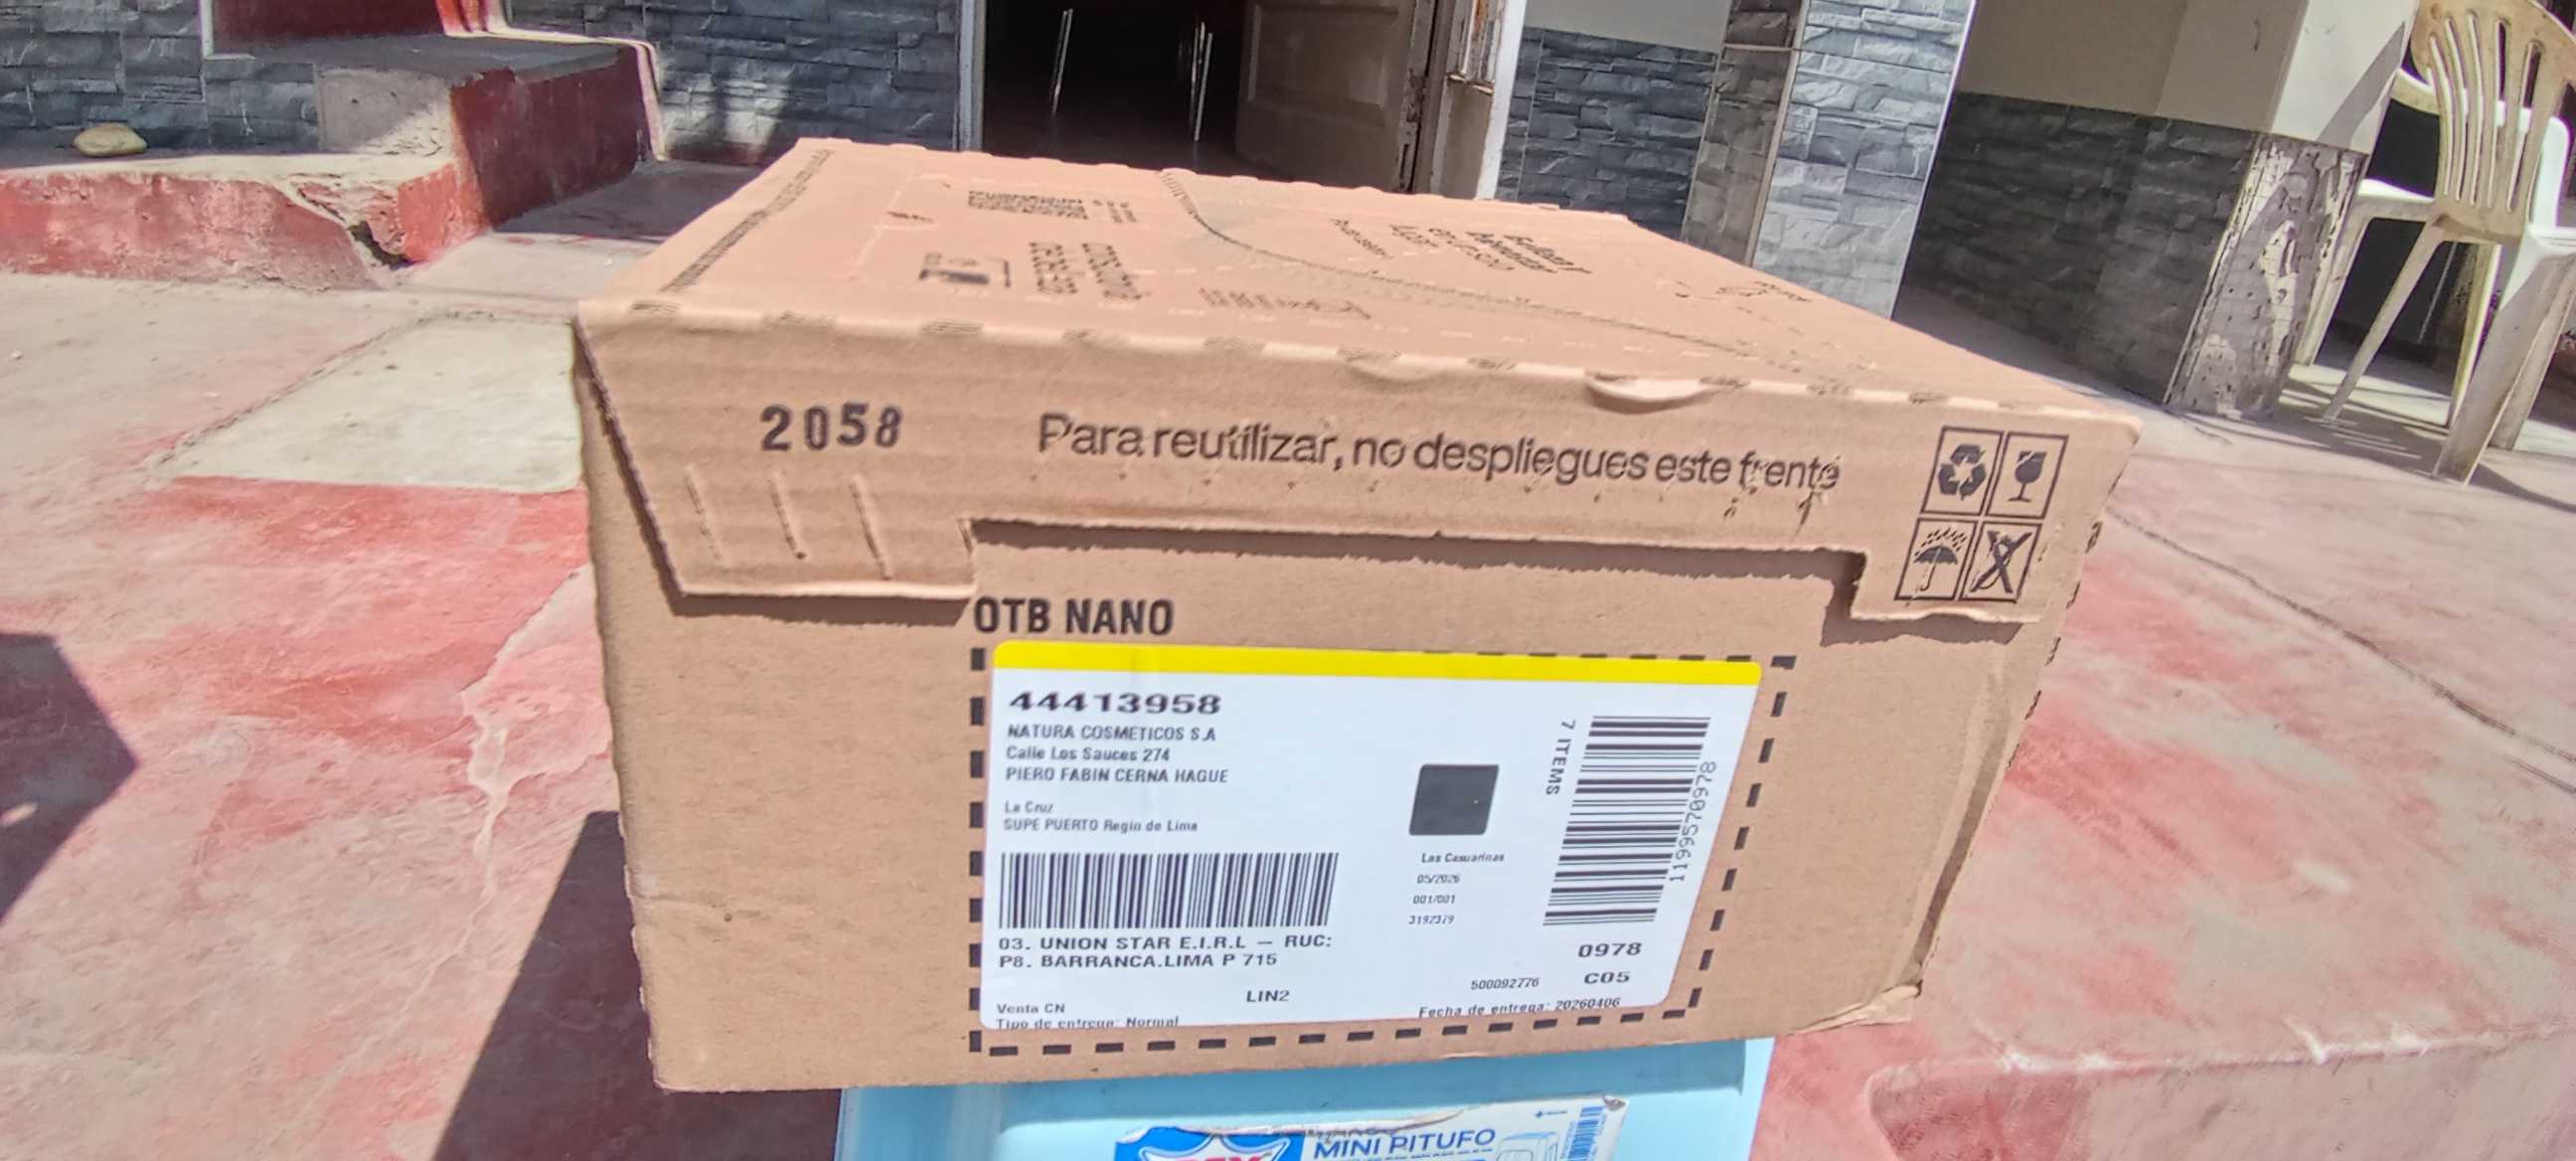 2058
Para reutilizar, no despliegues este frente
OTB NANO
44413958
NATURA COSMETICOS S.A
Calle Los Sauces 274
PIERO FABIN CERNA HAGUE
La Cruz
SUPE PUERTO Regin de Lima
03. UNION STAR E.I.R.L — RUC:
P8. BARRANCA.LIMA P 715
LIN2
Venta CN
Tipo de entrega: Normal
7 ITEMS
1199570978
Las Casuarinas
05/2026
001/001
3192379
0978
C05
500092776
Fecha de entrega: 20260406
MINI PITUFO